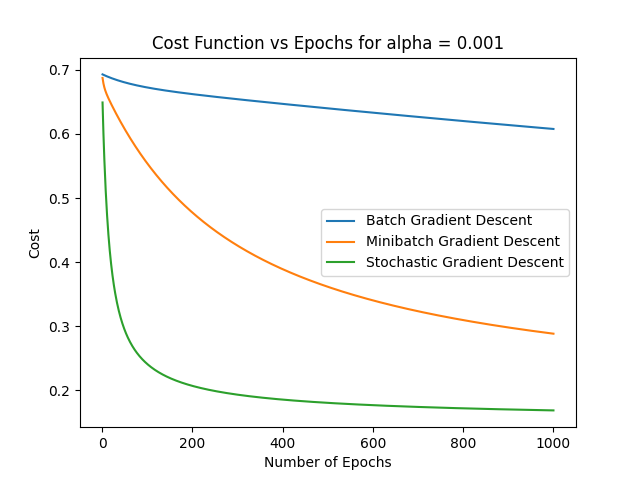 Cost Function vs Epochs for alpha = 0.001
0.7
0.6
0.5
0.4
0.3
0.2
Cost
Batch Gradient Descent
Minibatch Gradient Descent
Stochastic Gradient Descent
0 200 400 600 800 1000
Number of Epochs